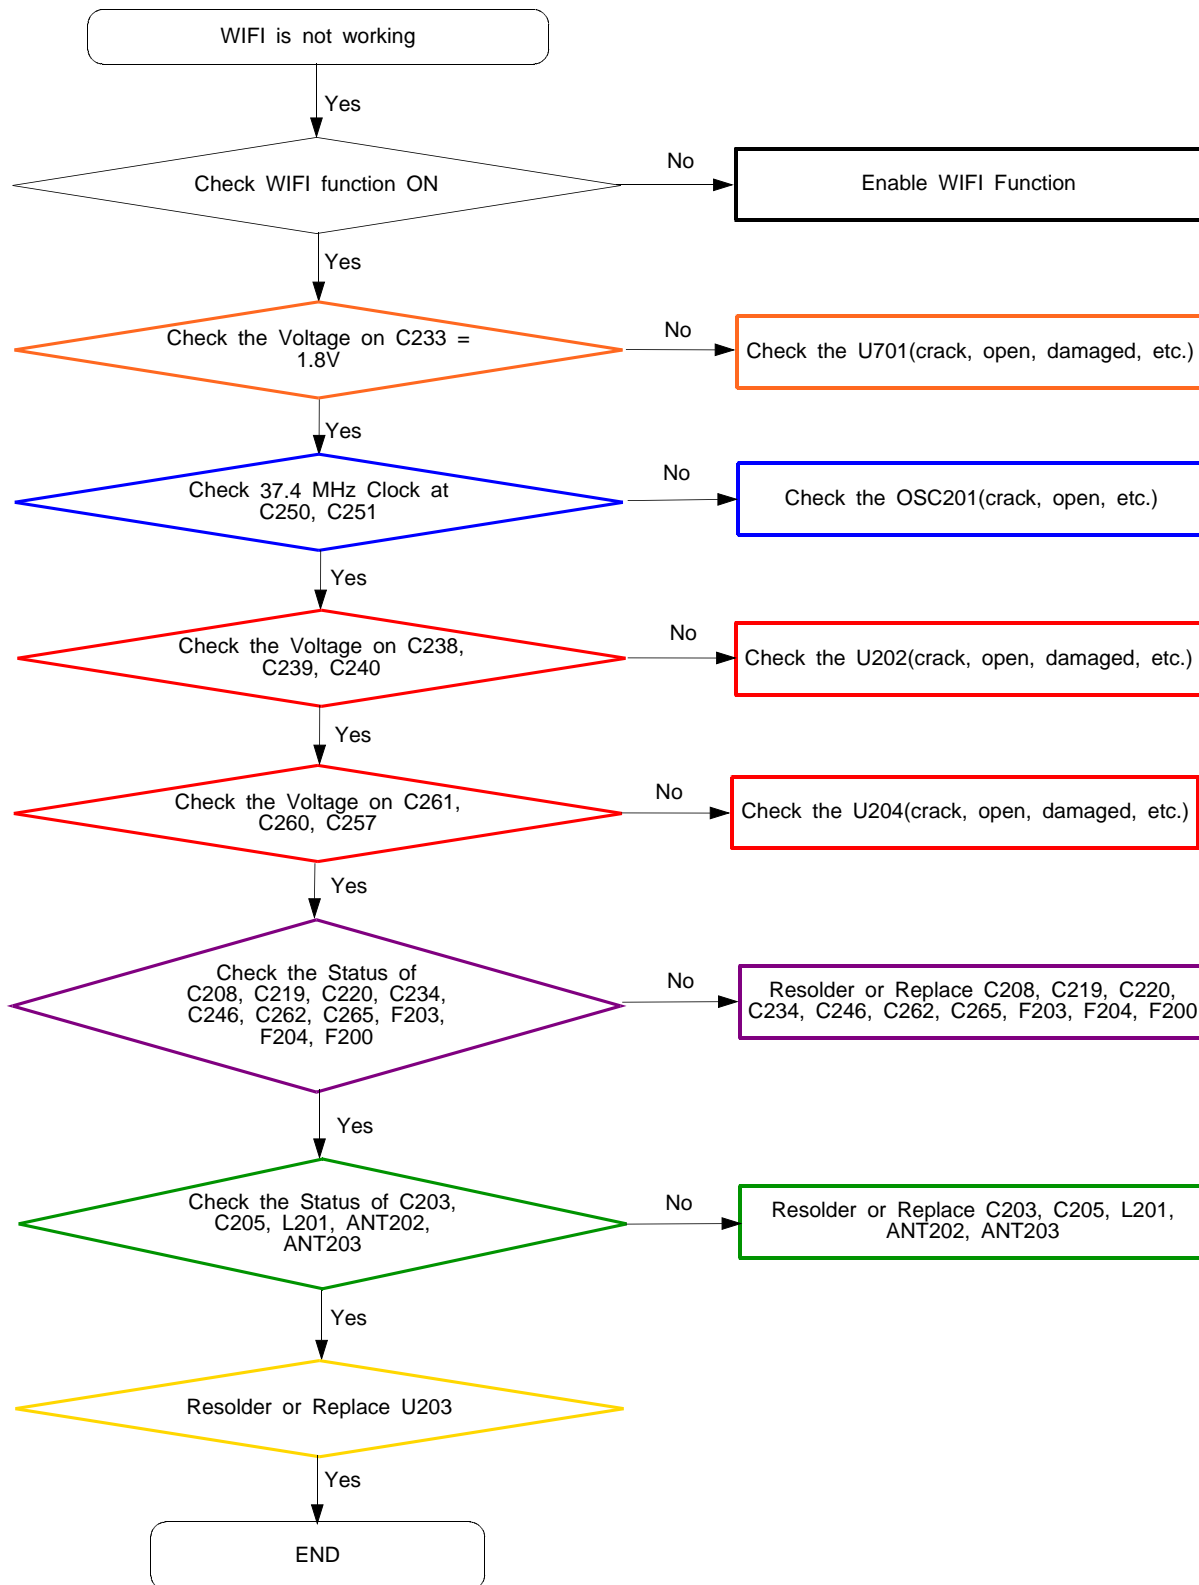 WIFI is not working
Yes
Check WIFI function ON
No
Enable WIFI Function
Yes
Check the Voltage on C233 =
1.8V
No
Check the U701(crack, open, damaged, etc.)
Yes
Check 37.4 MHz Clock at
C250, C251
No
Check the OSC201(crack, open, etc.)
Yes
Check the Voltage on C238,
C239, C240
No
Check the U202(crack, open, damaged, etc.)
Yes
Check the Voltage on C261,
C260, C257
No
Check the U204(crack, open, damaged, etc.)
Yes
Check the Status of
C208, C219, C220, C234,
C246, C262, C265, F203,
F204, F200
No
Resolder or Replace C208, C219, C220,
C234, C246, C262, C265, F203, F204, F200
Yes
Check the Status of C203,
C205, L201, ANT202,
ANT203
No
Resolder or Replace C203, C205, L201,
ANT202, ANT203
Yes
Resolder or Replace U203
Yes
END